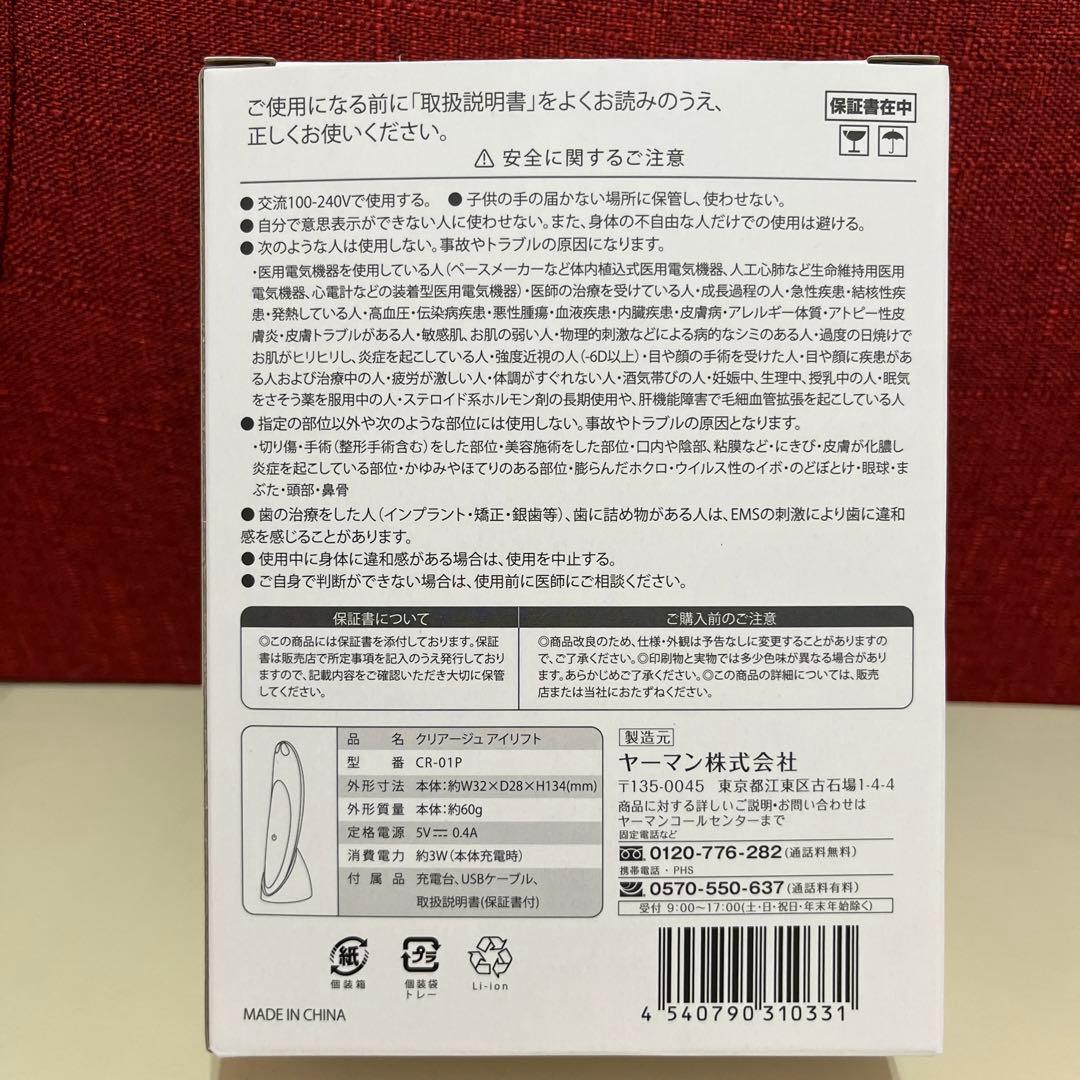 ご使用になる前に「取扱説明書」をよくお読みのうえ、
正しくお使いください。
保証書在中
⚠ 安全に関するご注意
● 交流100-240Vで使用する。 ● 子供の手の届かない場所に保管し、使わせない。
● 自分で意思表示ができない人に使わせない。また、身体の不自由な人だけでの使用は避ける。
● 次のような人は使用しない。事故やトラブルの原因になります。
・医用電気機器を使用している人(ペースメーカーなど体内植込式医用電気機器、人工心肺など生命維持用医用
電気機器、心電計などの装着型医用電気機器)・医師の治療を受けている人・成長過程の人・急性疾患・結核性疾
患・発熱している人・高血圧・伝染病疾患・悪性腫瘍・血液疾患・内臓疾患・皮膚病・アレルギー体質・アトピー性皮
膚炎・皮膚トラブルがある人・敏感肌、お肌の弱い人・物理的刺激などによる病的なシミのある人・過度の日焼けで
お肌がヒリヒリし、炎症を起こしている人・強度近視の人(-6D以上)・目や顔の手術を受けた人・目や顔に疾患があ
る人および治療中の人・疲労が激しい人・体調がすぐれない人・酒気帯びの人・妊娠中、生理中、授乳中の人・眠気
をさそう薬を服用中の人・ステロイド系ホルモン剤の長期使用や、肝機能障害で毛細血管拡張を起こしている人
● 指定の部位以外や次のような部位には使用しない。事故やトラブルの原因となります。
・切り傷・手術(整形手術含む)をした部位・美容施術をした部位・口内や陰部、粘膜など・にきび・皮膚が化膿し
炎症を起こしている部位・かゆみやほてりのある部位・膨らんだホクロ・ウイルス性のイボ・のどぼとけ・眼球・ま
ぶた・頭部・鼻骨
● 歯の治療をした人(インプラント・矯正・銀歯等)、歯に詰め物がある人は、EMSの刺激により歯に違和
感を感じることがあります。
● 使用中に身体に違和感がある場合は、使用を中止する。
● ご自身で判断ができない場合は、使用前に医師にご相談ください。
保証書について
◎この商品には保証書を添付しております。保証
書は販売店で所定事項を記入のうえ発行しており
ますので、記載内容をご確認いただき大切に保管
してください。
ご購入前のご注意
◎商品改良のため、仕様・外観は予告なしに変更することがありますの
で、ご了承ください。◎印刷物と実物では多少色味が異なる場合があり
ます。あらかじめご了承ください。◎この商品の詳細については、販売
店または当社におたずねください。
品 名 クリアージュ アイリフト
型 番 CR-01P
外形寸法 本体:約W32×D28×H134(mm)
外形質量 本体:約60g
定格電源 5V⎓ 0.4A
消費電力 約3W(本体充電時)
付属品 充電台、USBケーブル、
取扱説明書(保証書付)
製造元
ヤーマン株式会社
〒135-0045 東京都江東区古石場1-4-4
商品に対する詳しいご説明・お問い合わせは
ヤーマンコールセンターまで
固定電話など
0120-776-282(通話料無料)
携帯電話・PHS
0570-550-637(通話料有料)
受付 9:00〜17:00(土・日・祝日・年末年始除く)
紙
個装箱
プラ
個装袋
トレー
Li-ion
MADE IN CHINA
4 540790 310331